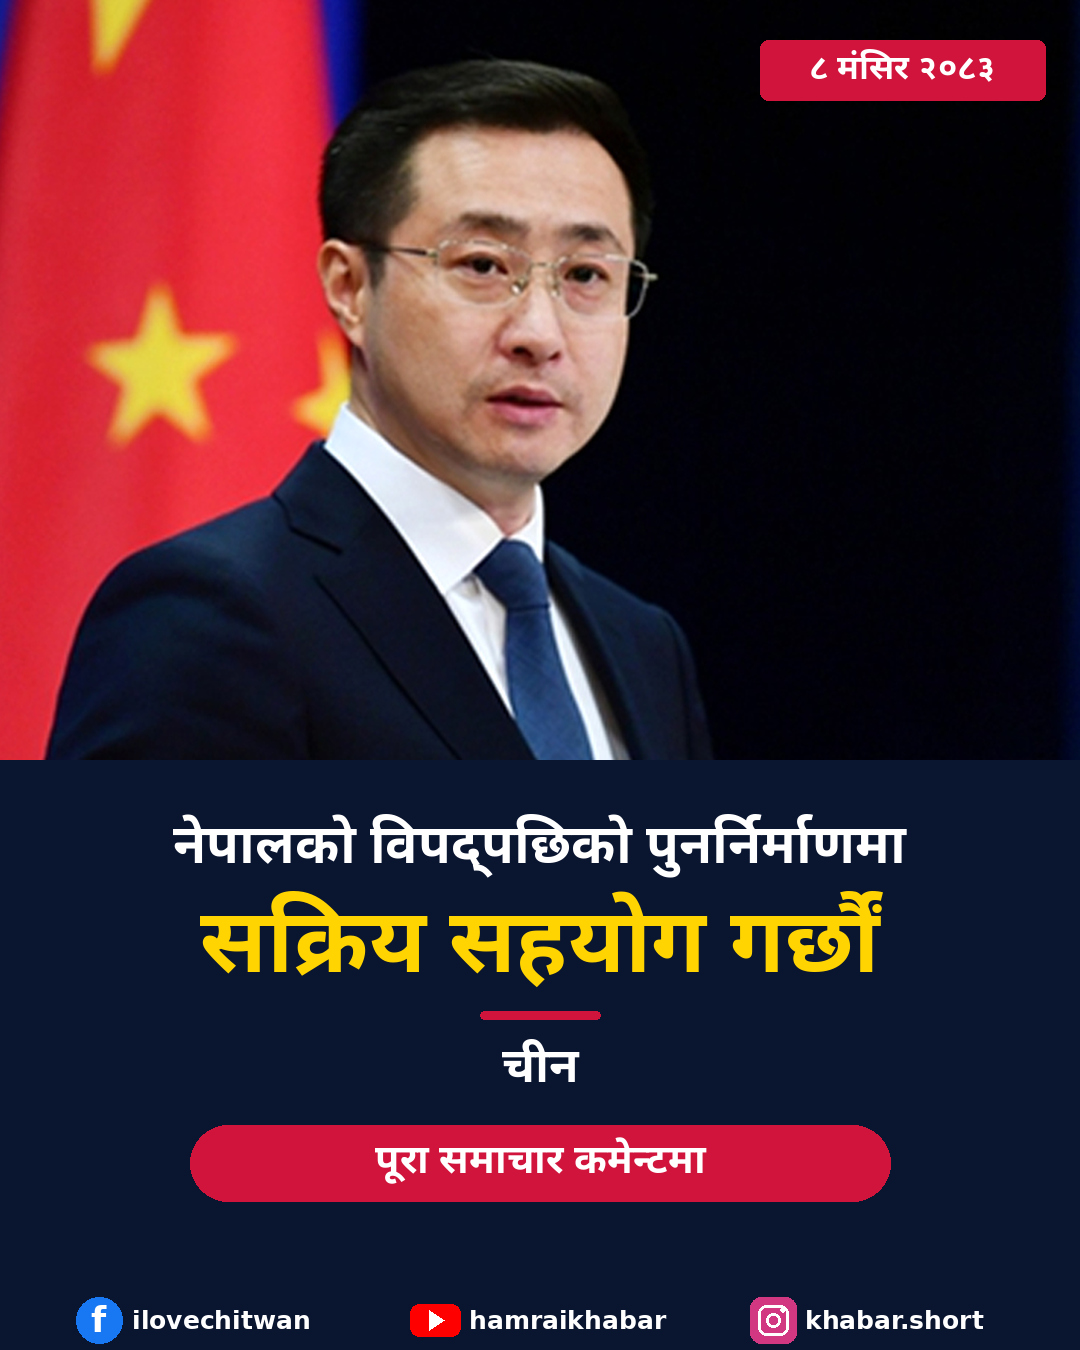 ८ मंसिर २०८३
नेपालको विपद्पछिको पुनर्निर्माणमा
सक्रिय सहयोग गर्छौं
चीन
पूरा समाचार कमेन्टमा
f ilovechitwan hamraikhabar khabar.short